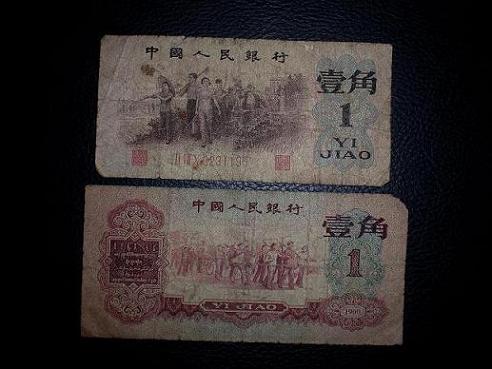 中國人民銀行
壹角
1
YI
JIAO
中國人民銀行
壹角
1
YI JIAO
1960